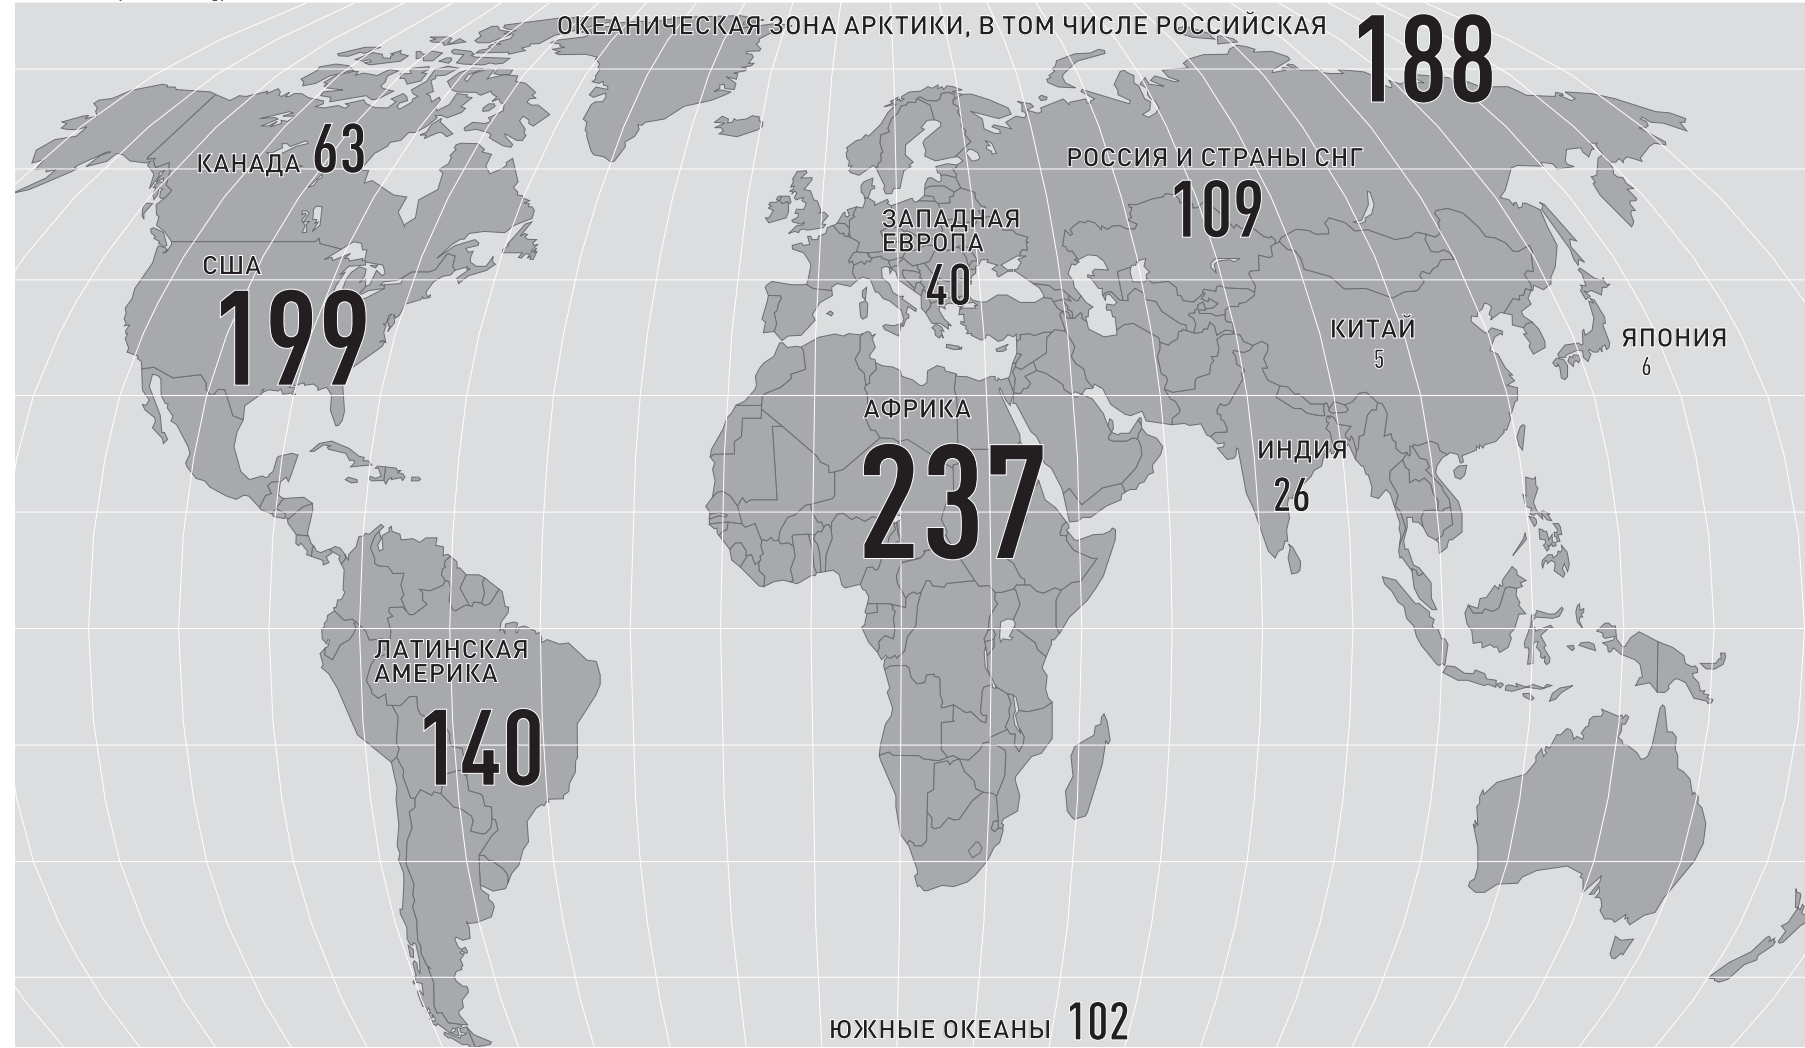 ОКЕАНИЧЕСКАЯ ЗОНА АРКТИКИ, В ТОМ ЧИСЛЕ РОССИЙСКАЯ 188
КАНАДА 63
РОССИЯ И СТРАНЫ СНГ
109
ЗАПАДНАЯ
ЕВРОПА
40
США
199
КИТАЙ
5
ЯПОНИЯ
6
АФРИКА
237
ИНДИЯ
26
ЛАТИНСКАЯ
АМЕРИКА
140
ЮЖНЫЕ ОКЕАНЫ 102